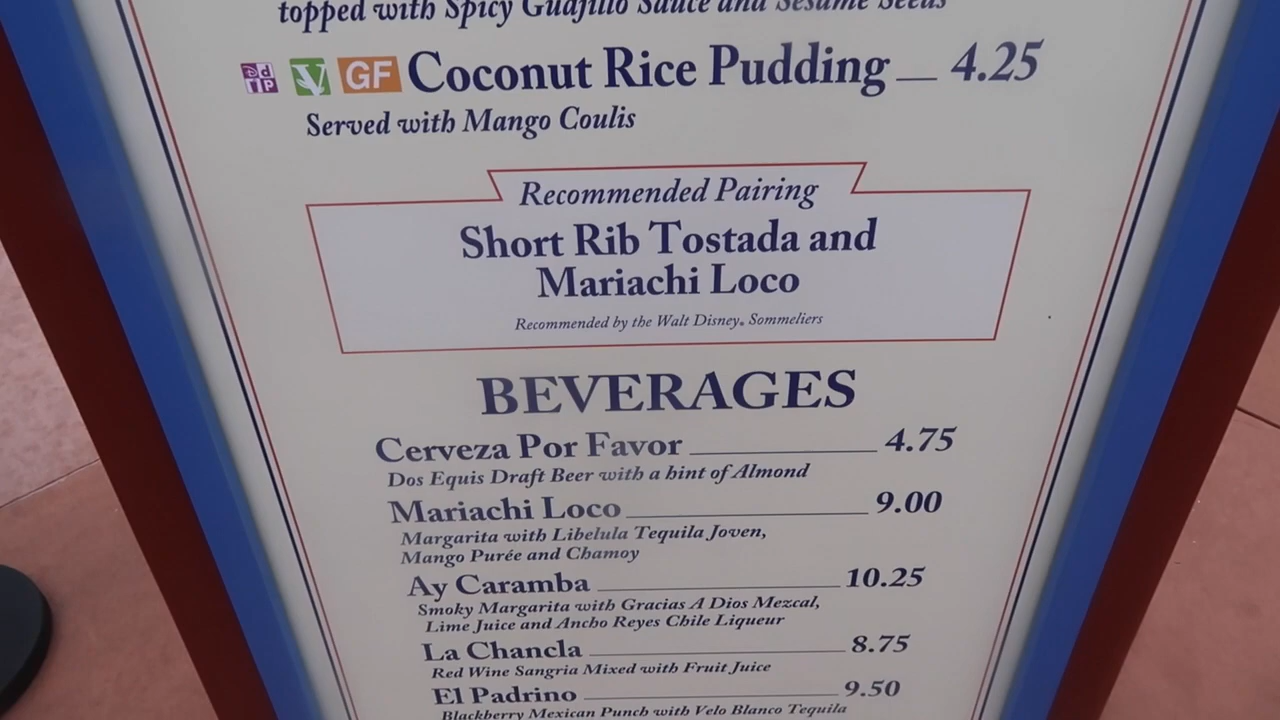 topped with Spicy Guajillo Sauce and Sesame Seeds
DdP V GF Coconut Rice Pudding 4.25
Served with Mango Coulis
Recommended Pairing
Short Rib Tostada and
Mariachi Loco
Recommended by the Walt Disney® Sommeliers
BEVERAGES
Cerveza Por Favor 4.75
Dos Equis Draft Beer with a hint of Almond
Mariachi Loco 9.00
Margarita with Libelula Tequila Joven,
Mango Purée and Chamoy
Ay Caramba 10.25
Smoky Margarita with Gracias A Dios Mezcal,
Lime Juice and Ancho Reyes Chile Liqueur
La Chancla 8.75
Red Wine Sangria Mixed with Fruit Juice
El Padrino 9.50
Blackberry Mexican Punch with Velo Blanco Tequila